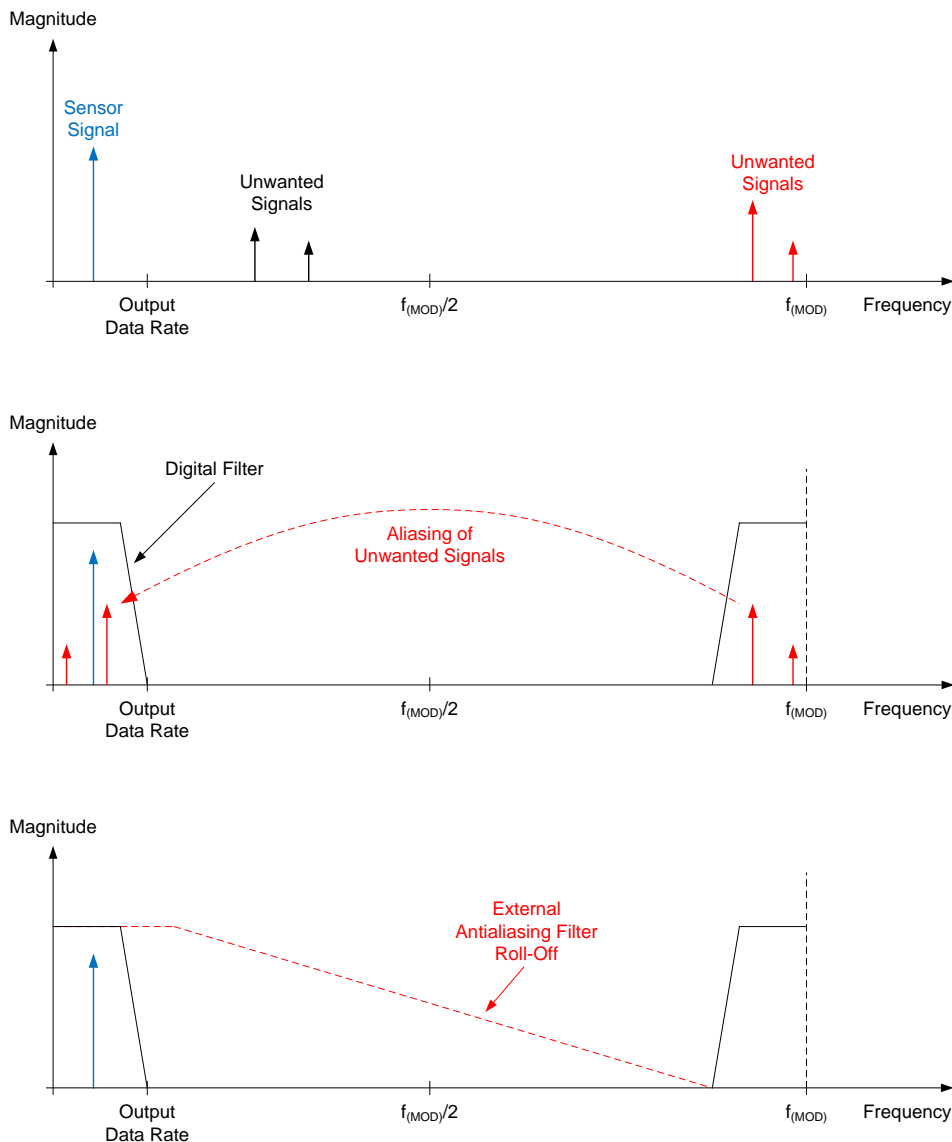 Magnitude
Sensor
Signal
Unwanted
Signals
Unwanted
Signals
Output
Data Rate
f(MOD)/2
f(MOD)
Frequency
Magnitude
Digital Filter
Aliasing of
Unwanted Signals
Output
Data Rate
f(MOD)/2
f(MOD)
Frequency
Magnitude
External
Antialiasing Filter
Roll-Off
Output
Data Rate
f(MOD)/2
f(MOD)
Frequency